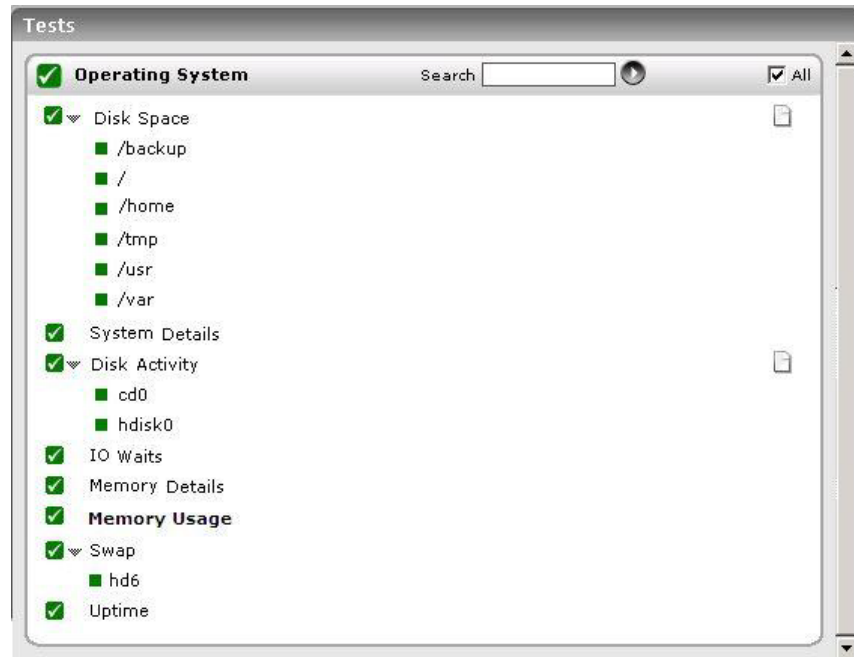 Tests
Operating System Search All
Disk Space
/backup
/
/home
/tmp
/usr
/var
System Details
Disk Activity
cd0
hdisk0
IO Waits
Memory Details
Memory Usage
Swap
hd6
Uptime